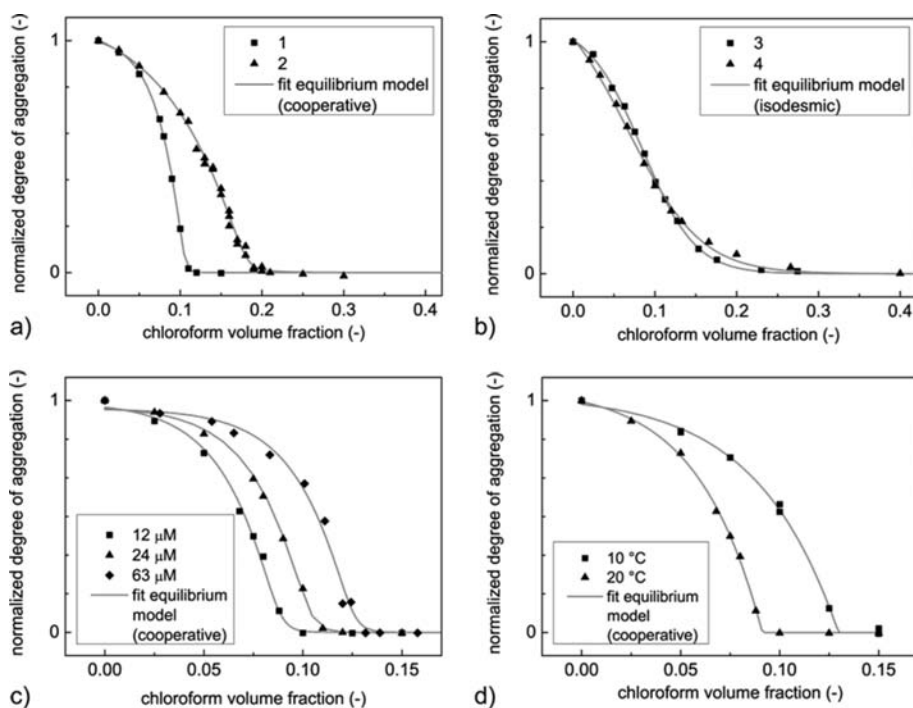 normalized degree of aggregation (-)
1
0
1
2
fit equilibrium model
(cooperative)
0.0 0.1 0.2 0.3 0.4
chloroform volume fraction (-)
a)
normalized degree of aggregation (-)
1
0
3
4
fit equilibrium model
(isodesmic)
0.0 0.1 0.2 0.3 0.4
chloroform volume fraction (-)
b)
normalized degree of aggregation (-)
1
0
12 μM
24 μM
63 μM
fit equilibrium
model
(cooperative)
0.00 0.05 0.10 0.15
chloroform volume fraction (-)
c)
normalized degree of aggregation (-)
1
0
10 °C
20 °C
fit equilibrium
model
(cooperative)
0.00 0.05 0.10 0.15
chloroform volume fraction (-)
d)